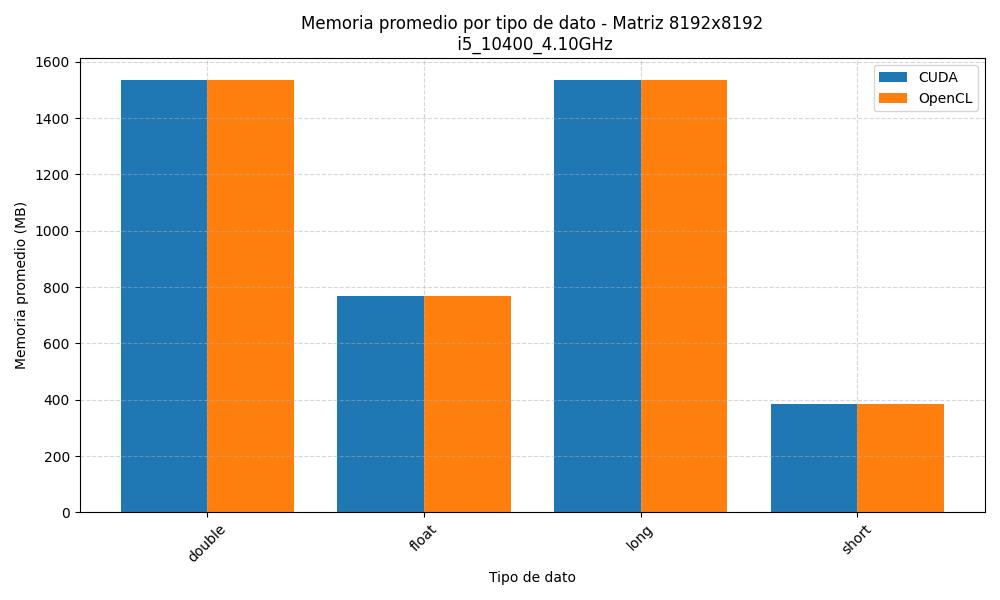 Memoria promedio por tipo de dato - Matriz 8192x8192
i5_10400_4.10GHz
CUDA
OpenCL
Memoria promedio (MB)
1600
1400
1200
1000
800
600
400
200
0
double
float
long
short
Tipo de dato